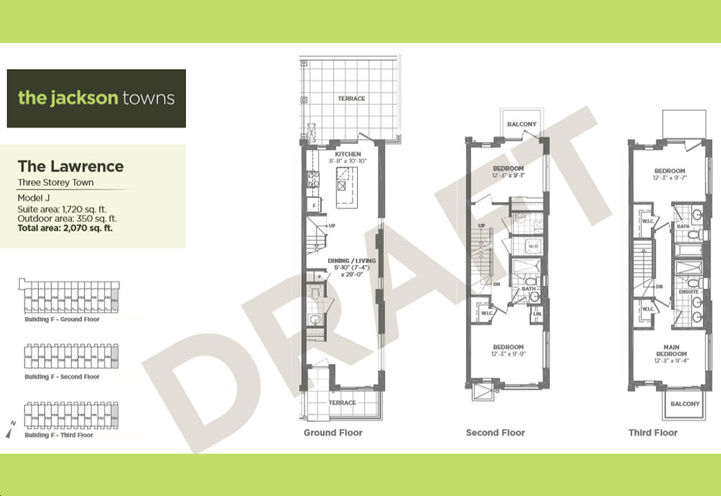 the jackson towns
The Lawrence
Three Storey Town
Model J
Suite area: 1,720 sq. ft.
Outdoor area: 350 sq. ft.
Total area: 2,070 sq. ft.
Building F - Ground Floor
Building F - Second Floor
Building F - Third Floor
N
DRAFT
TERRACE
KITCHEN
8'-8" x 10'-10"
F
UP
DINING / LIVING
8'-10" (7'-4")
x 29'-0"
TERRACE
Ground Floor
BALCONY
BEDROOM
UP
W/D
DN
BATH
W.I.C.
LIN.
BEDROOM
12'-3" x 9'-9"
Second Floor
BEDROOM
12'-3" x 9'-7"
W.I.C.
BATH
DN
ENSUITE
W.I.C.
MAIN
BEDROOM
12'-3" x 9'-4"
BALCONY
Third Floor